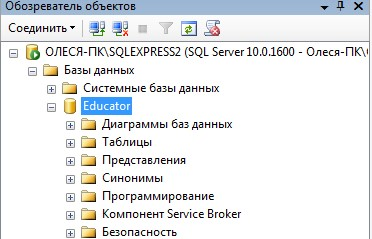 Обозреватель объектов
Соединить
ОЛЕСЯ-ПК\SQLEXPRESS2 (SQL Server 10.0.1600 - Олеся-ПК\
Базы данных
Системные базы данных
Educator
Диаграммы баз данных
Таблицы
Представления
Синонимы
Программирование
Компонент Service Broker
Безопасность